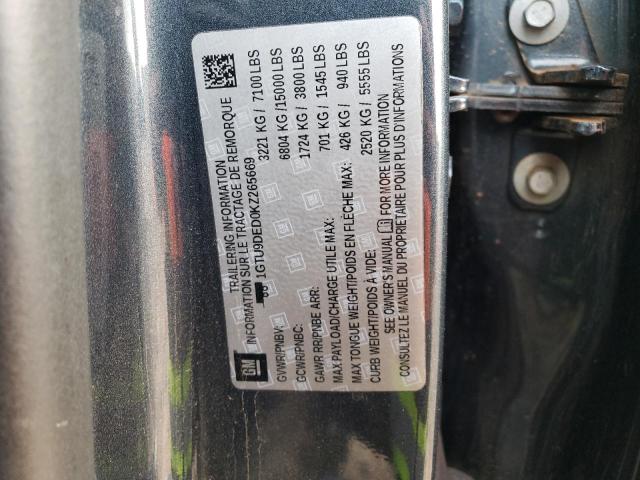 GM
TRAILERING INFORMATION
INFORMATION SUR LE TRACTAGE DE REMORQUE
1GTU9DED0KZ265669
GVWR/PNBV: 3221 KG / 7100 LBS
GCWR/PNBC: 6804 KG /15000 LBS
GAWR RR/PNBE ARR: 1724 KG / 3800 LBS
MAX PAYLOAD/CHARGE UTILE MAX: 701 KG / 1545 LBS
MAX TONGUE WEIGHT/POIDS EN FLÈCHE MAX: 426 KG / 940 LBS
CURB WEIGHT/POIDS À VIDE: 2520 KG / 5555 LBS
SEE OWNER'S MANUAL FOR MORE INFORMATION
CONSULTEZ LE MANUEL DU PROPRIETAIRE POUR PLUS D'INFORMATIONS